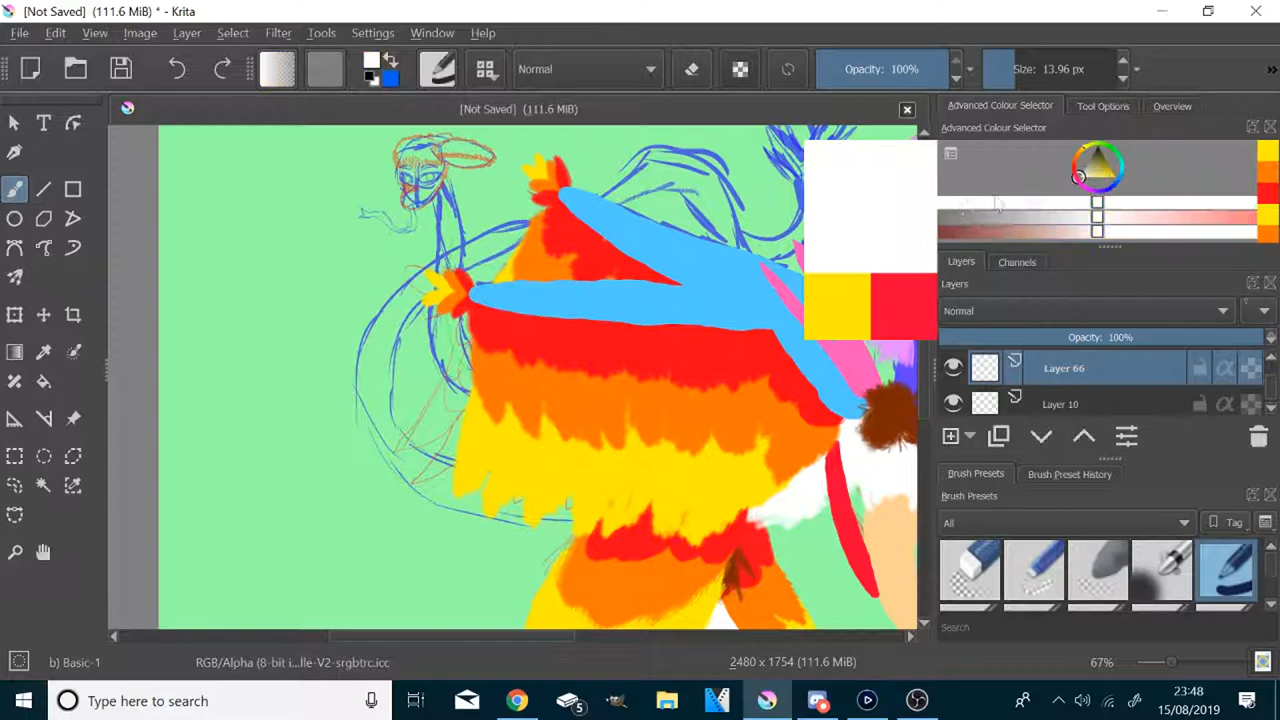 [Not Saved] (111.6 MiB) * - Krita
File Edit View Image Layer Select Filter Tools Settings Window Help
Normal
Opacity: 100%
Size: 13.96 px
»
[Not Saved] (111.6 MiB)
Advanced Colour Selector Tool Options Overview
Advanced Colour Selector
Layers Channels
Layers
Normal
Opacity: 100%
Layer 66
Layer 10
Brush Presets Brush Preset History
Brush Presets
All
Tag
Search
b) Basic-1
RGB/Alpha (8-bit i...lle-V2-srgbtrc.icc
2480 x 1754 (111.6 MiB)
67%
Type here to search
5
23:48
15/08/2019